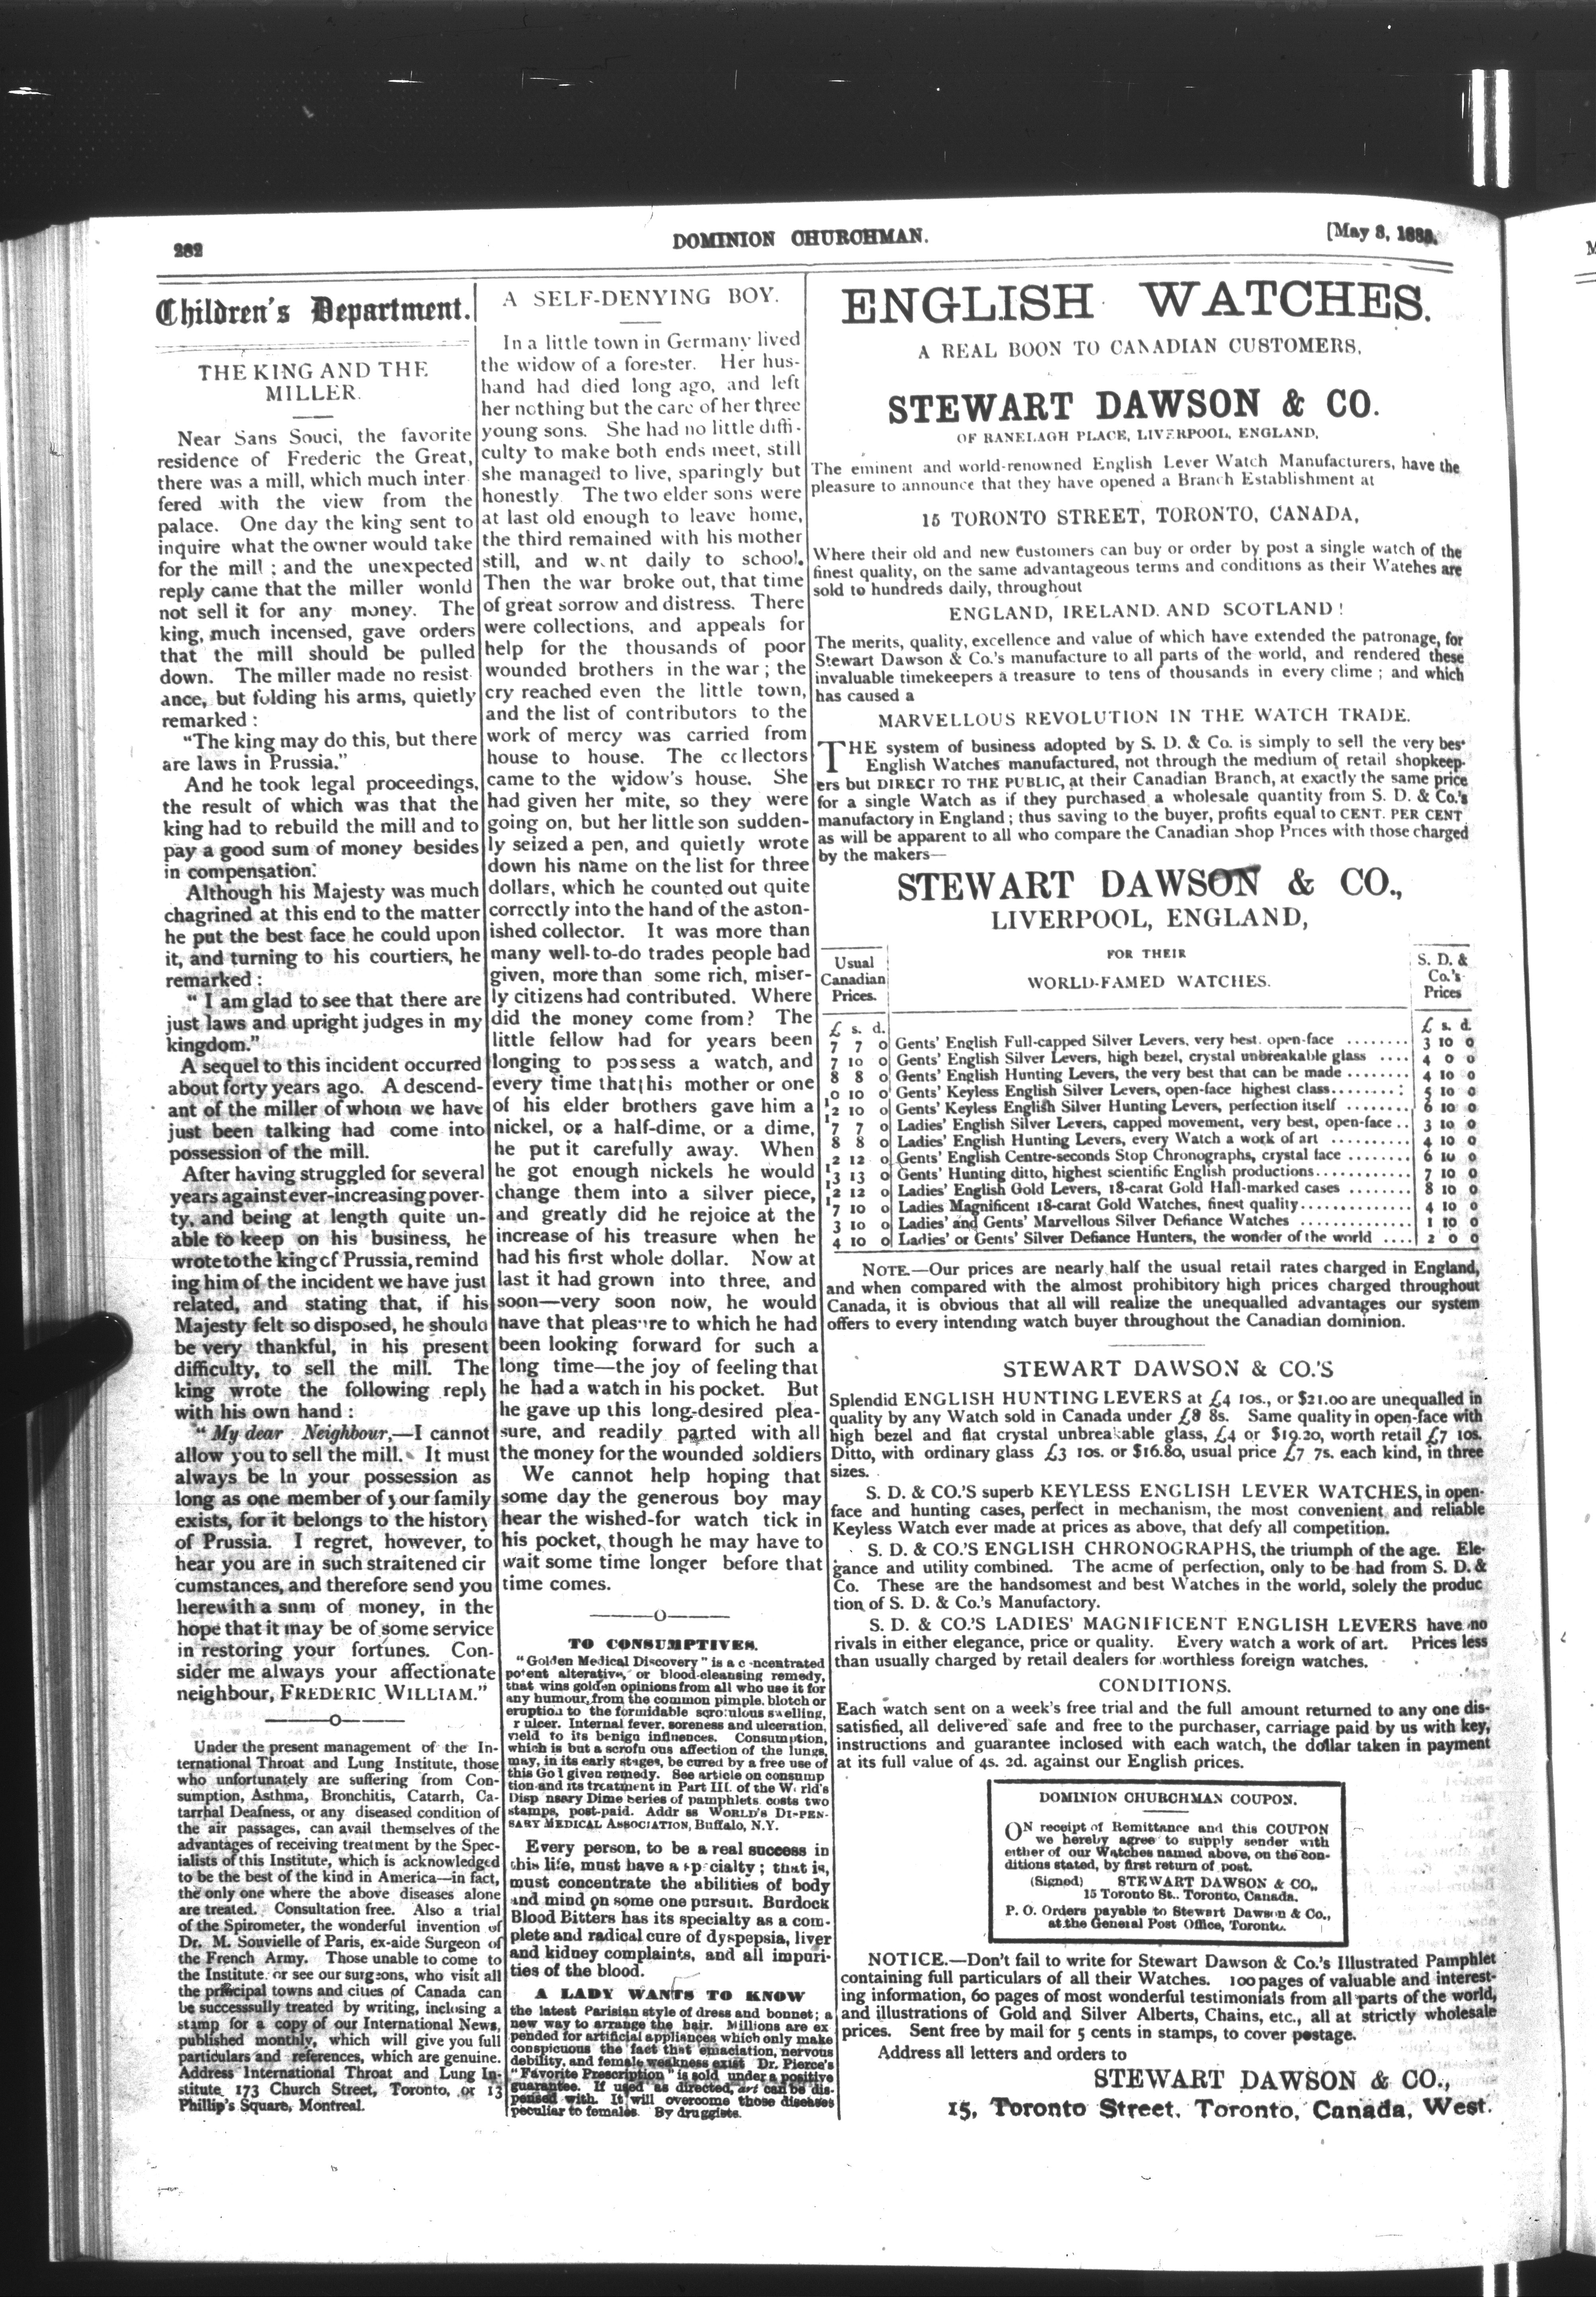 282
DOMINION CHURCHMAN.
[May 3,
Children's Department.
THE KING AND THE
MILLER.
Near Sans Souci, the favorite
residence of Frederic the Great,
there was a mill, which much inter
fered with the view from the
palace. One day the king sent to
inquire what the owner would take
for the mill ; and the unexpected
reply came that the miller would
not sell it for any money. The
king, much incensed, gave orders
that the mill should be pulled
down. The miller made no resist
ance, but folding his arms, quietly
remarked :
"The king may do this, but there
are laws in Prussia."
And he took legal proceedings,
the result of which was that the
king had to rebuild the mill and to
pay a good sum of money besides
in compensation.
Although his Majesty was much
chagrined at this end to the matter
he put the best face he could upon
it, and turning to his courtiers, he
remarked :
" I am glad to see that there are
just laws and upright judges in my
kingdom."
A sequel to this incident occurred
about forty years ago. A descend-
ant of the miller of whom we have
just been talking had come into
possession of the mill.
After having struggled for several
years against ever-increasing pover-
ty, and being at length quite un-
able to keep on his business, he
wrote to the king of Prussia, remind
ing him of the incident we have just
related, and stating that, if his
Majesty felt so disposed, he should
be very thankful, in his present
difficulty, to sell the mill. The
king wrote the following reply
with his own hand :
" My dear Neighbour,—I cannot
allow you to sell the mill. It must
always be in your possession as
long as one member of your family
exists, for it belongs to the history
of Prussia. I regret, however, to
hear you are in such straitened cir
cumstances, and therefore send you
herewith a sum of money, in the
hope that it may be of some service
in restoring your fortunes. Con-
sider me always your affectionate
neighbour, FREDERIC WILLIAM."
Under the present management of the In-
ternational Throat and Lung Institute, those
who unfortunately are suffering from Con-
sumption, Asthma, Bronchitis, Catarrh, Ca-
tarrhal Deafness, or any diseased condition of
the air passages, can avail themselves of the
advantages of receiving treatment by the Spec-
ialists of this Institute, which is acknowledged
to be the best of the kind in America—in fact,
the only one where the above diseases alone
are treated. Consultation free. Also a trial
of the Spirometer, the wonderful invention of
Dr. M. Souvielle of Paris, ex-aide Surgeon of
the French Army. Those unable to come to
the Institute, or see our surgeons, who visit all
the principal towns and cities of Canada can
be successsully treated by writing, inclosing a
stamp for a copy of our International News,
published monthly, which will give you full
particulars and references, which are genuine.
Address International Throat and Lung In-
stitute, 173 Church Street, Toronto, or 13
Phillip's Square, Montreal.
A SELF-DENYING BOY.
In a little town in Germany lived
the widow of a forester. Her hus-
hand had died long ago, and left
her nothing but the care of her three
young sons. She had no little diffi-
culty to make both ends meet, still
she managed to live, sparingly but
honestly. The two elder sons were
at last old enough to leave home,
the third remained with his mother
still, and went daily to school.
Then the war broke out, that time
of great sorrow and distress. There
were collections, and appeals for
help for the thousands of poor
wounded brothers in the war ; the
cry reached even the little town,
and the list of contributors to the
work of mercy was carried from
house to house. The collectors
came to the widow's house. She
had given her mite, so they were
going on, but her little son sudden-
ly seized a pen, and quietly wrote
down his name on the list for three
dollars, which he counted out quite
correctly into the hand of the aston-
ished collector. It was more than
many well-to-do trades people had
given, more than some rich, miser-
ly citizens had contributed. Where
did the money come from? The
little fellow had for years been
longing to possess a watch, and
every time that his mother or one
of his elder brothers gave him a
nickel, or a half-dime, or a dime,
he put it carefully away. When
he got enough nickels he would
change them into a silver piece,
and greatly did he rejoice at the
increase of his treasure when he
had his first whole dollar. Now at
last it had grown into three, and
soon—very soon now, he would
have that pleasure to which he had
been looking forward for such a
long time—the joy of feeling that
he had a watch in his pocket. But
he gave up this long-desired plea-
sure, and readily parted with all
the money for the wounded soldiers
We cannot help hoping that
some day the generous boy may
hear the wished-for watch tick in
his pocket, though he may have to
wait some time longer before that
time comes.
TO CONSUMPTIVES.
"Golden Medical Discovery" is a c ncentrated
potent alterative, or blood-cleansing remedy,
that wins golden opinions from all who use it for
any humour, from the common pimple, blotch or
eruption to the formidable scrofulous swelling,
r ulcer. Internal fever, soreness and ulceration,
yield to its benign influences. Consumption,
which is but a scrofu ous affection of the lungs,
may, in its early stages, be cured by a free use of
this Go l given remedy. See article on consump
tion and its treatment in Part III. of the W rld's
Disp nsary Dime Series of pamphlets, costs two
stamps, post-paid. Addr ss WORLD'S DISPEN-
SARY MEDICAL ASSOCIATION, Buffalo, N.Y.
Every person, to be a real success in
this life, must have a specialty ; that is,
must concentrate the abilities of body
and mind on some one pursuit. Burdock
Blood Bitters has its specialty as a com-
plete and radical cure of dyspepsia, liver
and kidney complaints, and all impuri-
ties of the blood.
A LADY WANTS TO KNOW
the latest Parisian style of dress and bonnet; a
new way to arrange the hair. Millions are ex
pended for artificial appliances which only make
conspicuous the fact that emaciation, nervous
debility, and female weakness exist Dr. Pierce's
"Favorite Prescription" is sold under a positive
guarantee. If used as directed, art can be dis-
pensed with. It will overcome those diseases
peculiar to females. By druggists.
ENGLISH WATCHES.
A REAL BOON TO CANADIAN CUSTOMERS,
STEWART DAWSON & CO.
OF RANELAGH PLACE, LIVERPOOL, ENGLAND,
The eminent and world-renowned English Lever Watch Manufacturers, have the
pleasure to announce that they have opened a Branch Establishment at
15 TORONTO STREET, TORONTO, CANADA,
Where their old and new customers can buy or order by post a single watch of the
finest quality, on the same advantageous terms and conditions as their Watches are
sold to hundreds daily, throughout
ENGLAND, IRELAND. AND SCOTLAND !
The merits, quality, excellence and value of which have extended the patronage, for
Stewart Dawson & Co.'s manufacture to all parts of the world, and rendered these
invaluable timekeepers a treasure to tens of thousands in every clime ; and which
has caused a
MARVELLOUS REVOLUTION IN THE WATCH TRADE.
THE system of business adopted by S. D. & Co. is simply to sell the very bes
English Watches manufactured, not through the medium of retail shopkeep-
ers but DIRECT TO THE PUBLIC, at their Canadian Branch, at exactly the same price
for a single Watch as if they purchased a wholesale quantity from S. D. & Co.'s
manufactory in England ; thus saving to the buyer, profits equal to CENT. PER CENT
as will be apparent to all who compare the Canadian Shop Prices with those charged
by the makers—
STEWART DAWSON & CO.,
LIVERPOOL, ENGLAND,
FOR THEIR
WORLD-FAMED WATCHES.
Usual Canadian Prices.
S. D. & Co.'s Prices
£ s. d. £ s. d.
7 7 0 Gents' English Full-capped Silver Levers, very best, open-face ........ 3 10 0
7 10 0 Gents' English Silver Levers, high bezel, crystal unbreakable glass .... 4 0 0
8 8 0 Gents' English Hunting Levers, the very best that can be made ........ 4 10 0
10 10 0 Gents' Keyless English Silver Levers, open-face highest class........ 5 10 0
12 10 0 Gents' Keyless English Silver Hunting Levers, perfection itself ........ 6 10 0
7 7 0 Ladies' English Silver Levers, capped movement, very best, open-face .. 3 10 0
8 8 0 Ladies' English Hunting Levers, every Watch a work of art .......... 4 10 0
12 12 0 Gents' English Centre-seconds Stop Chronographs, crystal face ........ 6 10 0
13 13 0 Gents' Hunting ditto, highest scientific English productions............ 7 10 0
12 12 0 Ladies' English Gold Levers, 18-carat Gold Hall-marked cases ........ 8 10 0
7 10 0 Ladies Magnificent 18-carat Gold Watches, finest quality.............. 4 10 0
3 10 0 Ladies' and Gents' Marvellous Silver Defiance Watches .............. 1 10 0
4 10 0 Ladies' or Gents' Silver Defiance Hunters, the wonder of the world .... 2 0 0
NOTE.—Our prices are nearly half the usual retail rates charged in England,
and when compared with the almost prohibitory high prices charged throughout
Canada, it is obvious that all will realize the unequalled advantages our system
offers to every intending watch buyer throughout the Canadian dominion.
STEWART DAWSON & CO.'S
Splendid ENGLISH HUNTING LEVERS at £4 10s., or $21.00 are unequalled in
quality by any Watch sold in Canada under £8 8s. Same quality in open-face with
high bezel and flat crystal unbreakable glass, £4 or $19.20, worth retail £7 10s.
Ditto, with ordinary glass £3 10s. or $16.80, usual price £7 7s. each kind, in three
sizes.
S. D. & CO.'S superb KEYLESS ENGLISH LEVER WATCHES, in open-
face and hunting cases, perfect in mechanism, the most convenient and reliable
Keyless Watch ever made at prices as above, that defy all competition.
S. D. & CO.'S ENGLISH CHRONOGRAPHS, the triumph of the age. Ele-
gance and utility combined. The acme of perfection, only to be had from S. D. &
Co. These are the handsomest and best Watches in the world, solely the produc
tion of S. D. & Co.'s Manufactory.
S. D. & CO.'S LADIES' MAGNIFICENT ENGLISH LEVERS have no
rivals in either elegance, price or quality. Every watch a work of art. Prices less
than usually charged by retail dealers for worthless foreign watches.
CONDITIONS.
Each watch sent on a week's free trial and the full amount returned to any one dis-
satisfied, all delivered safe and free to the purchaser, carriage paid by us with key,
instructions and guarantee inclosed with each watch, the dollar taken in payment
at its full value of 4s. 2d. against our English prices.
DOMINION CHURCHMAN COUPON.
ON receipt of Remittance and this COUPON
we hereby agree to supply sender with
either of our Watches named above, on the con-
ditions stated, by first return of post.
(Signed) STEWART DAWSON & CO.,
15 Toronto St.. Toronto, Canada.
P. O. Orders payable to Stewart Dawson & Co.,
at the General Post Office, Toronto.
NOTICE.—Don't fail to write for Stewart Dawson & Co.'s Illustrated Pamphlet
containing full particulars of all their Watches. 100 pages of valuable and interest-
ing information, 60 pages of most wonderful testimonials from all parts of the world,
and illustrations of Gold and Silver Alberts, Chains, etc., all at strictly wholesale
prices. Sent free by mail for 5 cents in stamps, to cover postage.
Address all letters and orders to
STEWART DAWSON & CO.,
15, Toronto Street, Toronto, Canada, West.